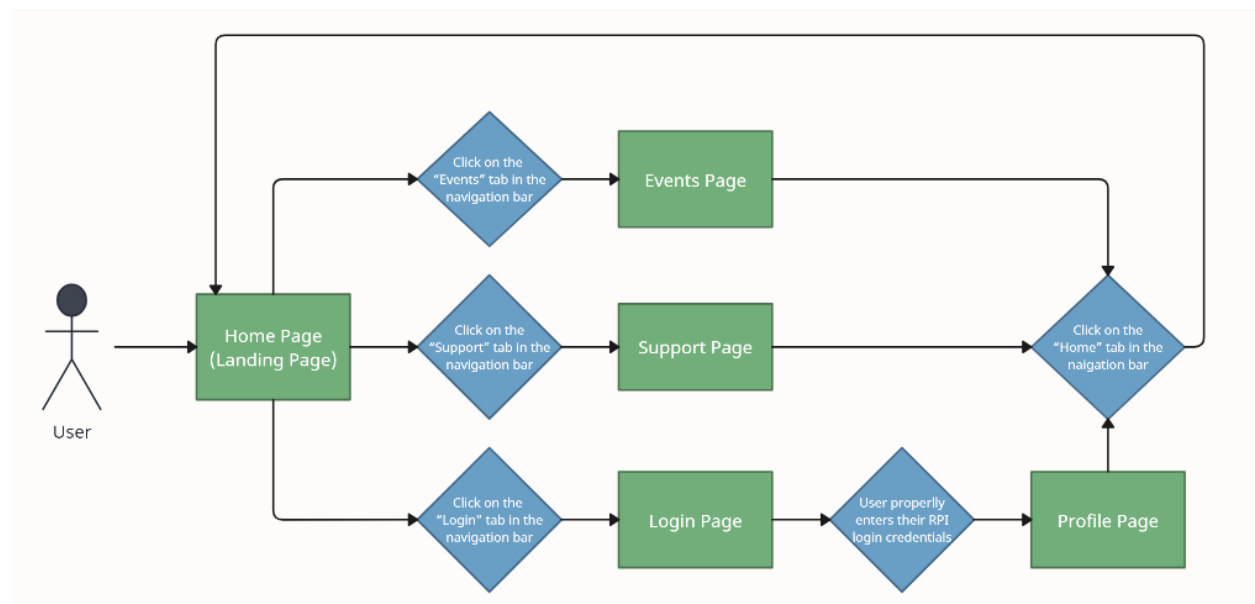 Click on the
“Events” tab in the
navigation bar
Events Page
Home Page
(Landing Page)
Click on the
“Support” tab in the
navigation bar
Support Page
Click on the
“Home” tab in the
naigation bar
User
Click on the
“Login” tab in the
navigation bar
Login Page
User properlly
enters their RPI
login credentials
Profile Page